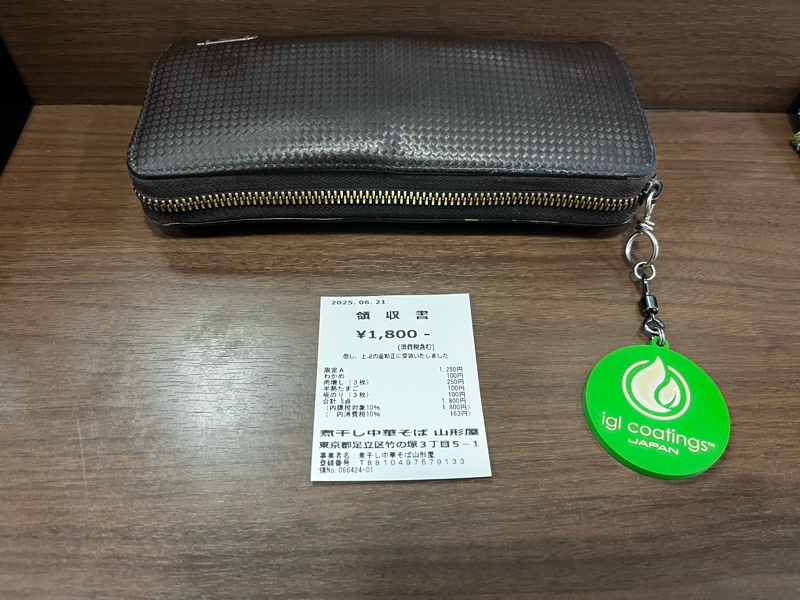 2025.06.21
領収書
¥1,800-
(消費税含む)
但し、上記の金額正に受領いたしました
限定A 1,250円
わかめ 100円
肉増し(3枚) 250円
半熟たまご 100円
板のり(3枚) 100円
合計 5点 1,800円
(内課税対象10% 1,800円)
( 内消費税10% 163円)
煮干し中華そば 山形屋
東京都足立区竹の塚3丁目5-1
事業者名:煮干し中華そば山形屋
登録番号:T8810497579133
領No.066424-01
igl coatings™
JAPAN